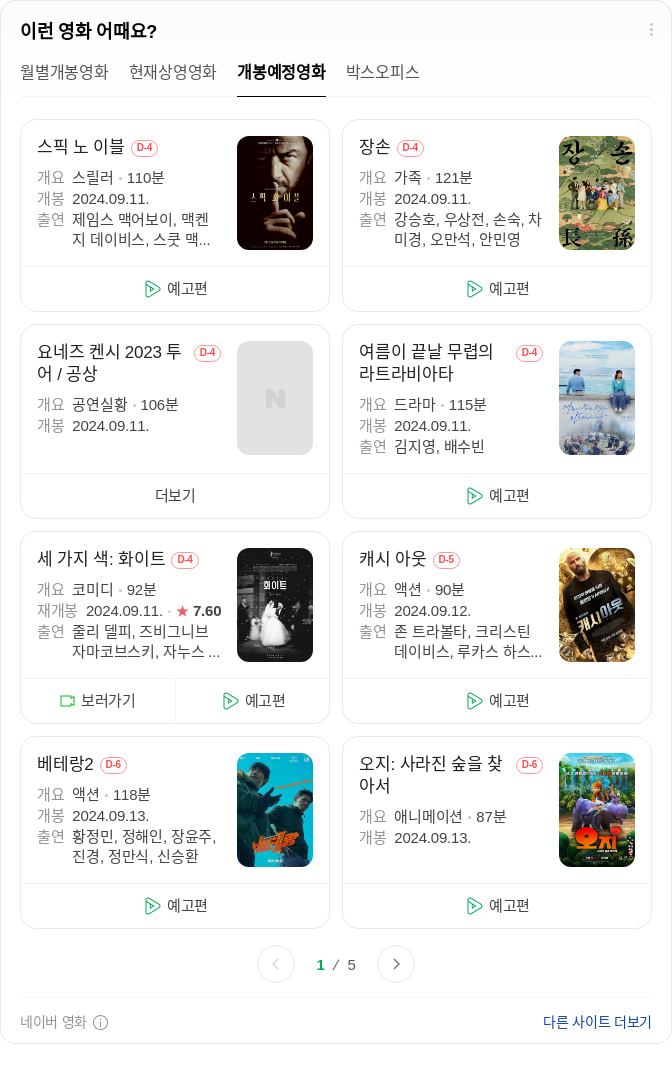 이런 영화 어때요?
월별개봉영화 현재상영영화 개봉예정영화 박스오피스
스픽 노 이블 D-4
개요 스릴러 · 110분
개봉 2024.09.11.
출연 제임스 맥어보이, 맥켄
지 데이비스, 스쿳 맥...
스픽 노 이블
예고편
장손 D-4
개요 가족 · 121분
개봉 2024.09.11.
출연 강승호, 우상전, 손숙, 차
미경, 오만석, 안민영
장손
長孫
예고편
요네즈 켄시 2023 투
어 / 공상 D-4
개요 공연실황 · 106분
개봉 2024.09.11.
N
더보기
여름이 끝날 무렵의
라트라비아타 D-4
개요 드라마 · 115분
개봉 2024.09.11.
출연 김지영, 배수빈
예고편
세 가지 색: 화이트 D-4
개요 코미디 · 92분
재개봉 2024.09.11. · ★ 7.60
출연 줄리 델피, 즈비그니브
자마코브스키, 자누스 ...
화이트
보러가기 예고편
캐시 아웃 D-5
개요 액션 · 90분
개봉 2024.09.12.
출연 존 트라볼타, 크리스틴
데이비스, 루카스 하스...
캐시아웃
예고편
베테랑2 D-6
개요 액션 · 118분
개봉 2024.09.13.
출연 황정민, 정해인, 장윤주,
진경, 정만식, 신승환
베테랑
예고편
오지: 사라진 숲을 찾
아서 D-6
개요 애니메이션 · 87분
개봉 2024.09.13.
오지
예고편
1 / 5
네이버 영화
다른 사이트 더보기